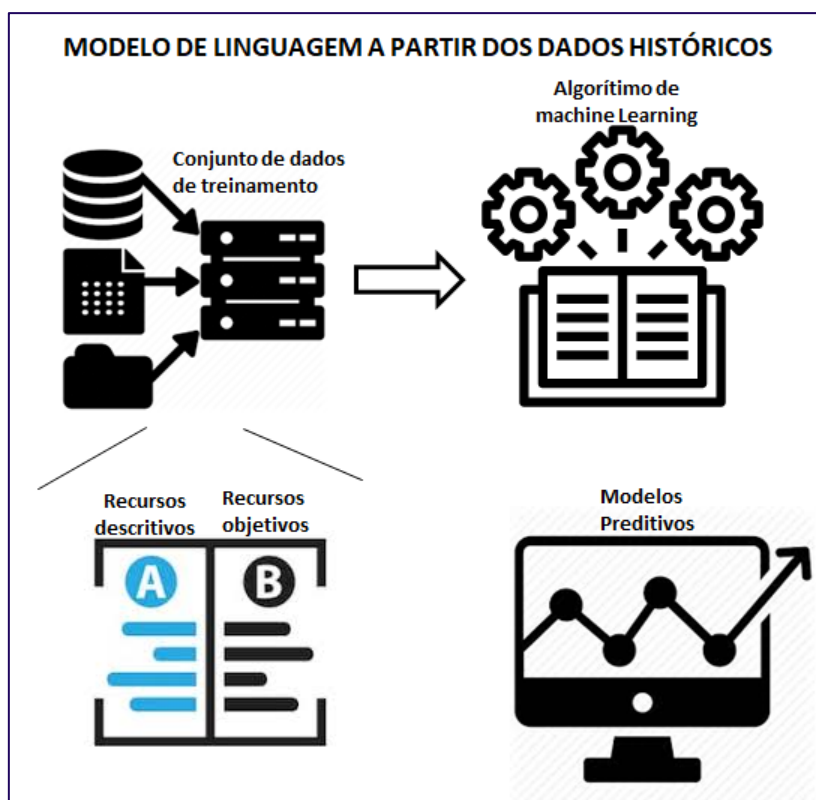 MODELO DE LINGUAGEM A PARTIR DOS DADOS HISTÓRICOS
Algorítimo de
machine Learning
Conjunto de dados
de treinamento
Recursos
descritivos
Recursos
objetivos
A
B
Modelos
Preditivos